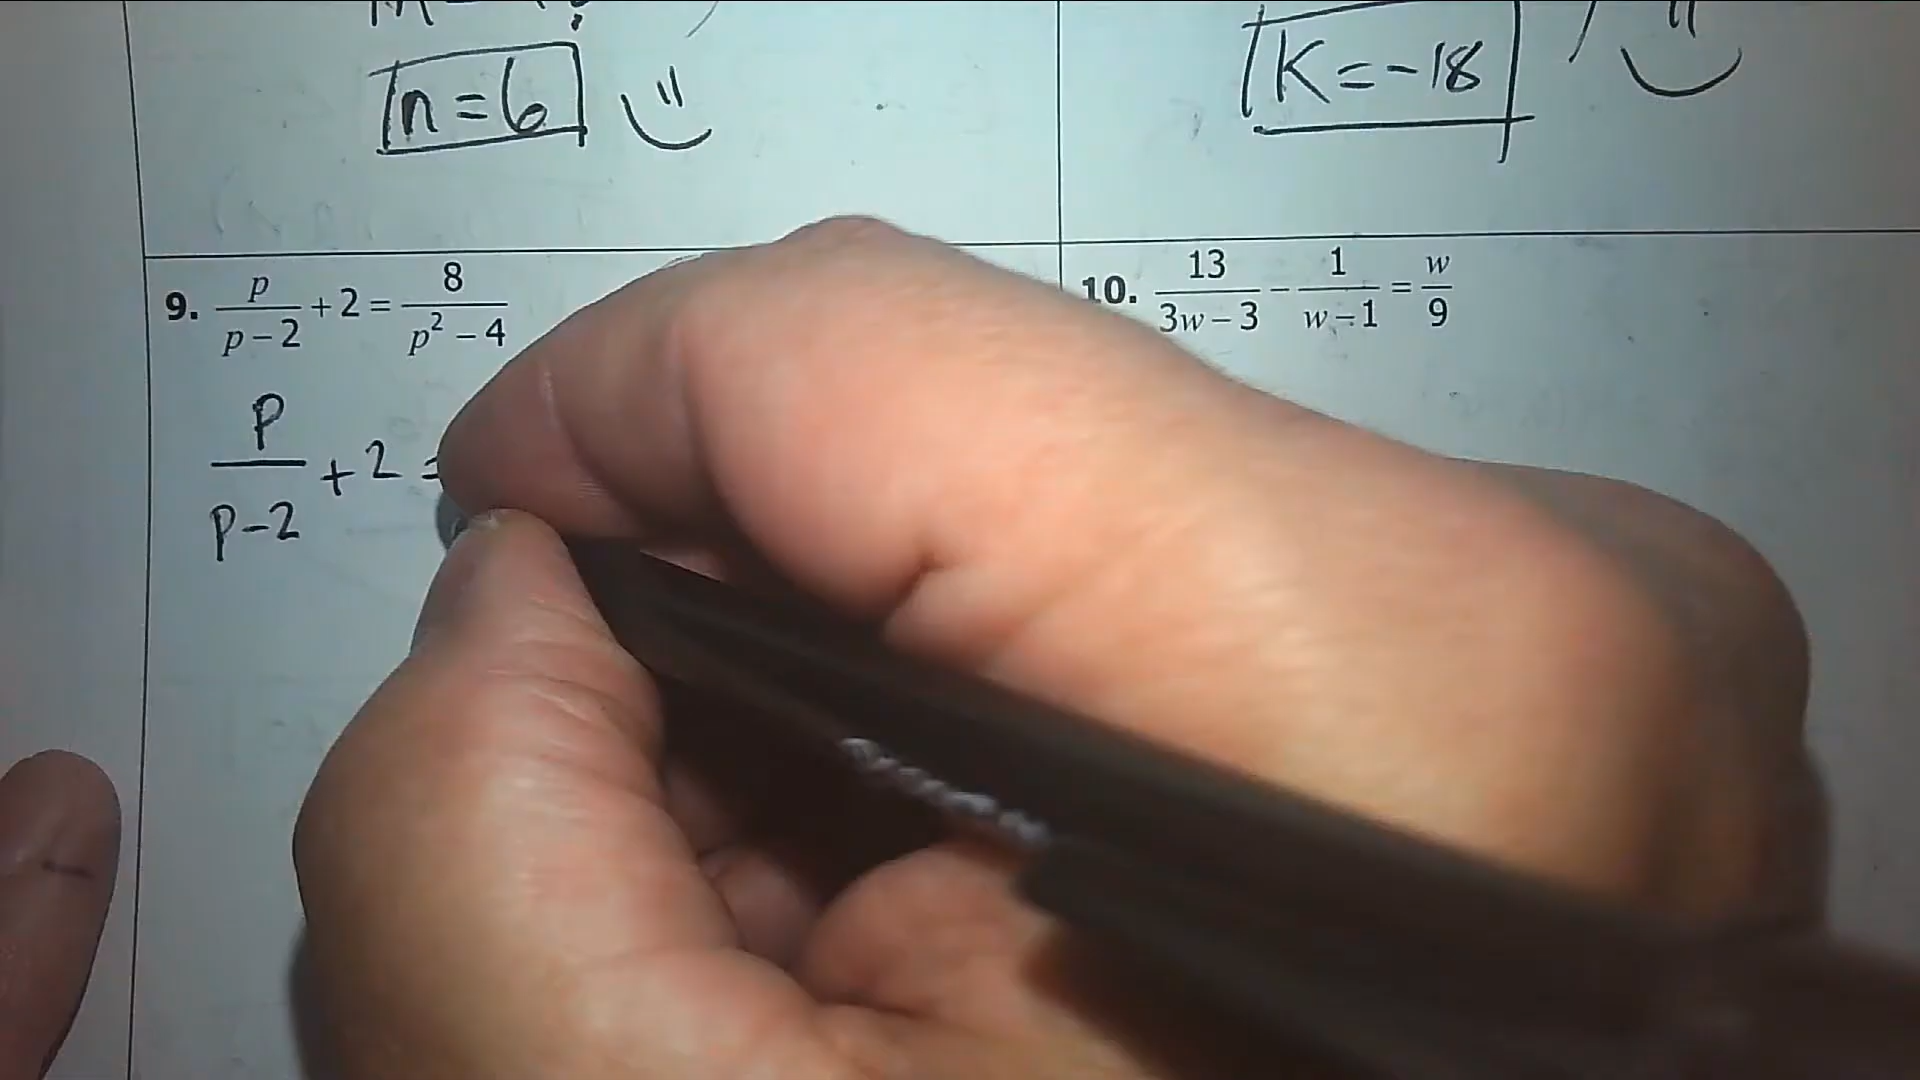 n = 6
K = -18
9. p/(p-2) + 2 = 8/(p² - 4)
10. 13/(3w - 3) - 1/(w - 1) = w/9
P/(p-2) + 2 =